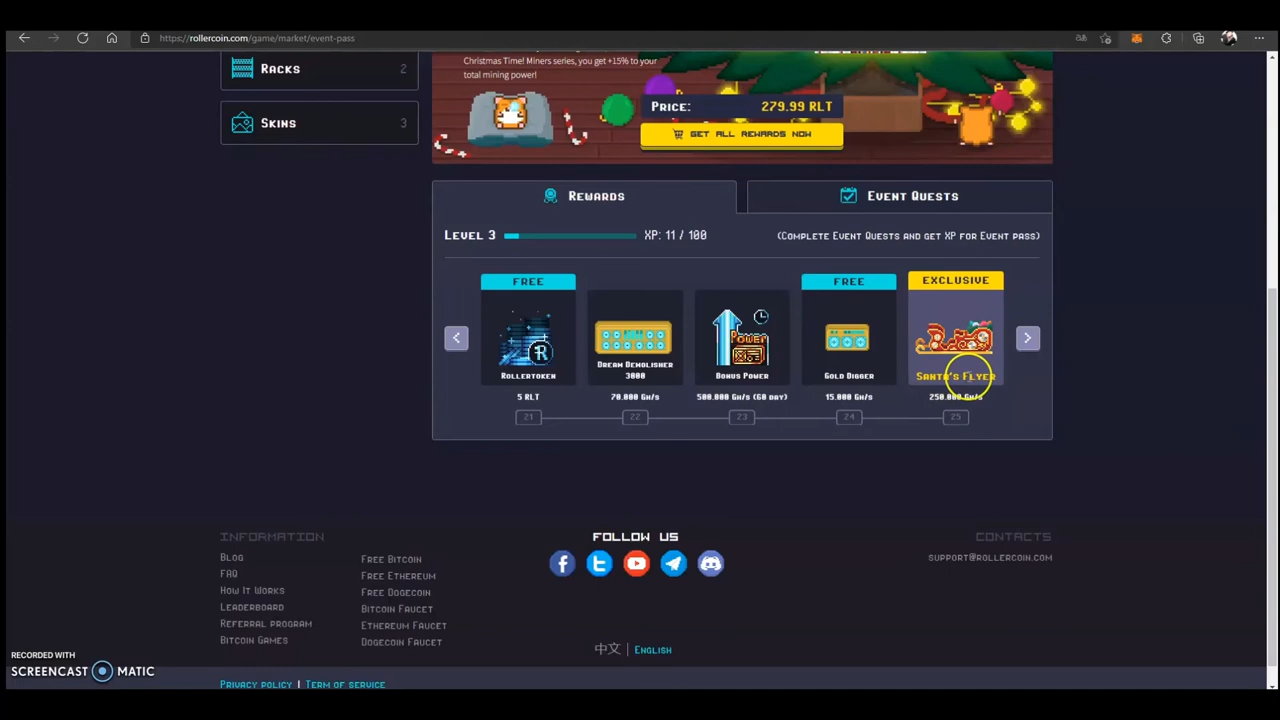 https://rollercoin.com/game/market/event-pass
Racks 2
Skins 3
Christmas Time! Miners series, you get +15% to your
total mining power!
Price: 279.99 RLT
Get all rewards now
Rewards
Event Quests
Level 3 XP: 11 / 100 (Complete Event Quests and get XP for Event pass)
FREE
FREE
EXCLUSIVE
Rollertoken
Dream Demolisher
3000
Bonus Power
Gold Digger
Santa's Flyer
5 RLT
70.000 Gh/s
500.000 Gh/s (60 day)
15.000 Gh/s
250.000 Gh/s
21
22
23
24
25
Information
Blog
FAQ
How It Works
Leaderboard
Referral program
Bitcoin Games
Free Bitcoin
Free Ethereum
Free Dogecoin
Bitcoin Faucet
Ethereum Faucet
Dogecoin Faucet
Follow us
Contacts
support@rollercoin.com
中文 | English
Privacy policy | Term of service
RECORDED WITH
SCREENCAST MATIC